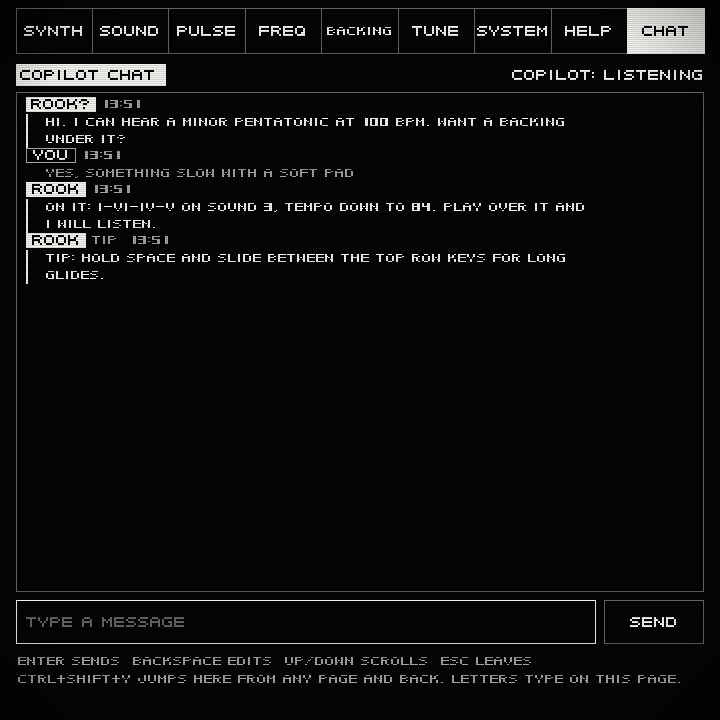 SYNTH SOUND PULSE FREQ BACKING TUNE SYSTEM HELP CHAT
COPILOT CHAT COPILOT: LISTENING
ROOK? 13:51
HI. I CAN HEAR A MINOR PENTATONIC AT 100 BPM. WANT A BACKING
UNDER IT?
YOU 13:51
YES, SOMETHING SLOW WITH A SOFT PAD
ROOK 13:51
ON IT: I-VI-IV-V ON SOUND 3, TEMPO DOWN TO 84. PLAY OVER IT AND
I WILL LISTEN.
ROOK TIP 13:51
TIP: HOLD SPACE AND SLIDE BETWEEN THE TOP ROW KEYS FOR LONG
GLIDES.
TYPE A MESSAGE SEND
ENTER SENDS BACKSPACE EDITS UP/DOWN SCROLLS ESC LEAVES
CTRL+SHIFT+Y JUMPS HERE FROM ANY PAGE AND BACK. LETTERS TYPE ON THIS PAGE.